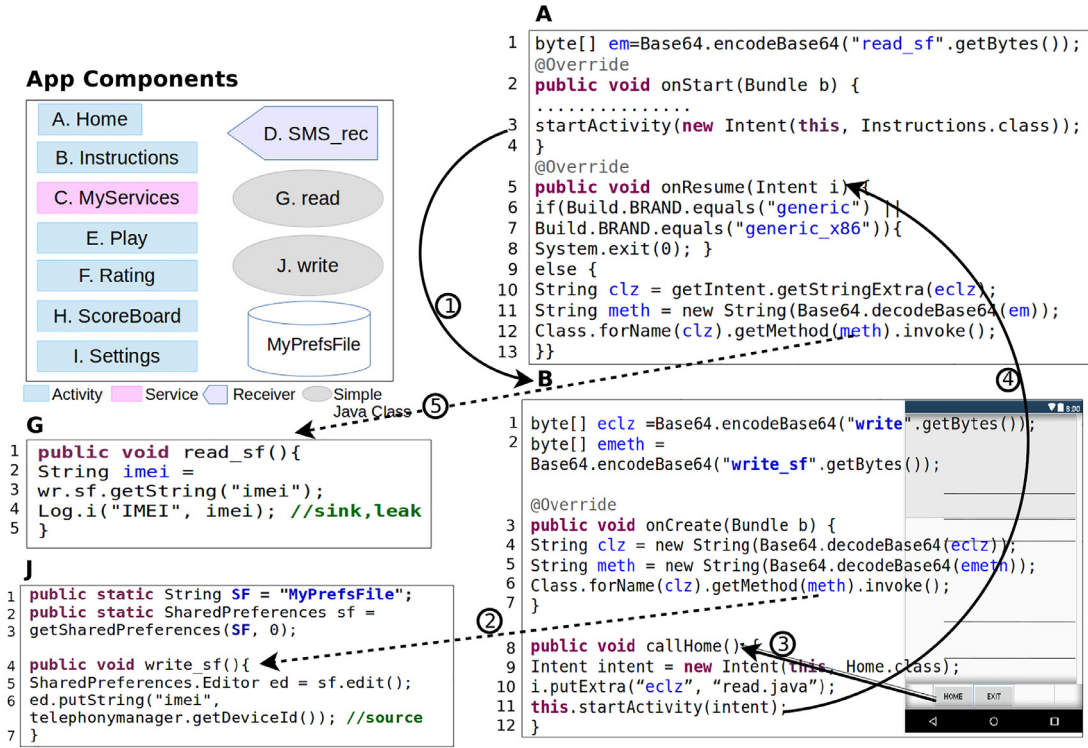 App Components
A. Home
B. Instructions
C. MyServices
E. Play
F. Rating
H. ScoreBoard
I. Settings
D. SMS_rec
G. read
J. write
MyPrefsFile
Activity
Service
Receiver
Simple
Java Class
A
1 byte[] em=Base64.encodeBase64("read_sf".getBytes());
@Override
2 public void onStart(Bundle b) {
...............
3 startActivity(new Intent(this, Instructions.class));
4 }
@Override
5 public void onResume(Intent i) {
6 if(Build.BRAND.equals("generic") ||
7 Build.BRAND.equals("generic_x86")){
8 System.exit(0); }
9 else {
10 String clz = getIntent.getStringExtra(eclz);
11 String meth = new String(Base64.decodeBase64(em));
12 Class.forName(clz).getMethod(meth).invoke();
13 }}
1
5
4
B
1 byte[] eclz =Base64.encodeBase64("write".getBytes());
2 byte[] emeth =
Base64.encodeBase64("write_sf".getBytes());
@Override
3 public void onCreate(Bundle b) {
4 String clz = new String(Base64.decodeBase64(eclz));
5 String meth = new String(Base64.decodeBase64(emeth));
6 Class.forName(clz).getMethod(meth).invoke();
7 }
8 public void callHome() {
9 Intent intent = new Intent(this, Home.class);
10 i.putExtra(“eclz”, “read.java”);
11 this.startActivity(intent);
12 }
8:00
HOME
EXIT
2
3
G
1 public void read_sf(){
2 String imei =
3 wr.sf.getString("imei");
4 Log.i("IMEI", imei); //sink,leak
5 }
J
1 public static String SF = "MyPrefsFile";
2 public static SharedPreferences sf =
3 getSharedPreferences(SF, 0);
4 public void write_sf(){
5 SharedPreferences.Editor ed = sf.edit();
6 ed.putString("imei",
telephonymanager.getDeviceId()); //source
7 }